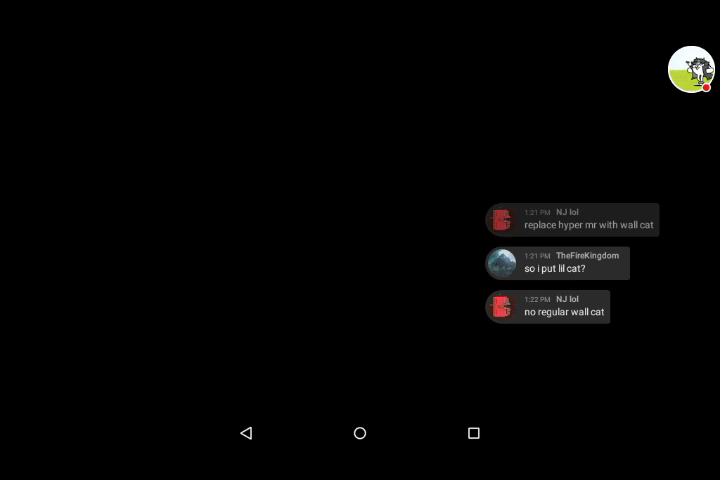 1:21 PM NJ lol
replace hyper mr with wall cat
1:21 PM TheFireKingdom
so i put lil cat?
1:22 PM NJ lol
no regular wall cat